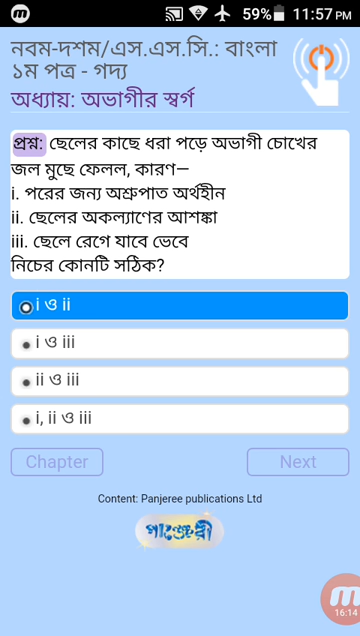 59% 11:57 PM
নবম-দশম/এস.এস.সি.: বাংলা
১ম পত্র - গদ্য
অধ্যায়: অভাগীর স্বর্গ
প্রশ্ন: ছেলের কাছে ধরা পড়ে অভাগী চোখের
জল মুছে ফেলল, কারণ—
i. পরের জন্য অশ্রুপাত অর্থহীন
ii. ছেলের অকল্যাণের আশঙ্কা
iii. ছেলে রেগে যাবে ভেবে
নিচের কোনটি সঠিক?
i ও ii
i ও iii
ii ও iii
i, ii ও iii
Chapter Next
Content: Panjeree publications Ltd
পাঞ্জেরী
16:14